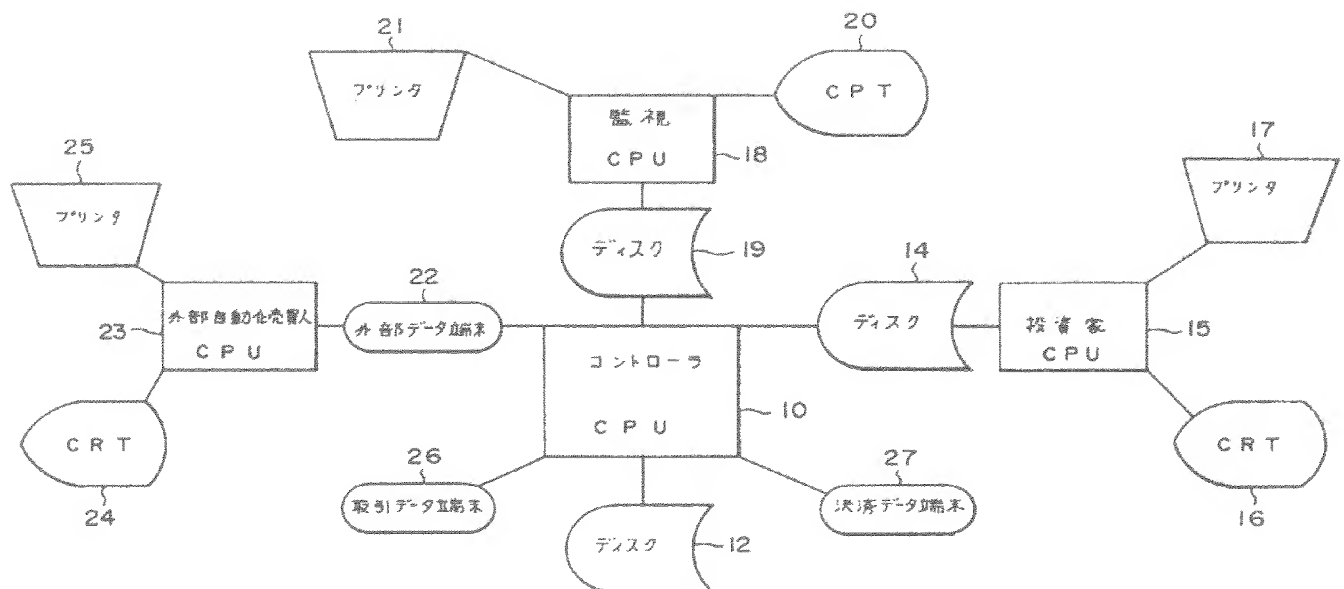 21
20
プリンタ
CPT
監視
CPU
18
25
17
プリンタ
プリンタ
ディスク
19
14
22
外部自動化売買人
CPU
23
外部データ端末
ディスク
投資家
CPU
15
コントローラ
CPU
10
CRT
24
26
取引データ端末
27
決済データ端末
CRT
16
ディスク
12